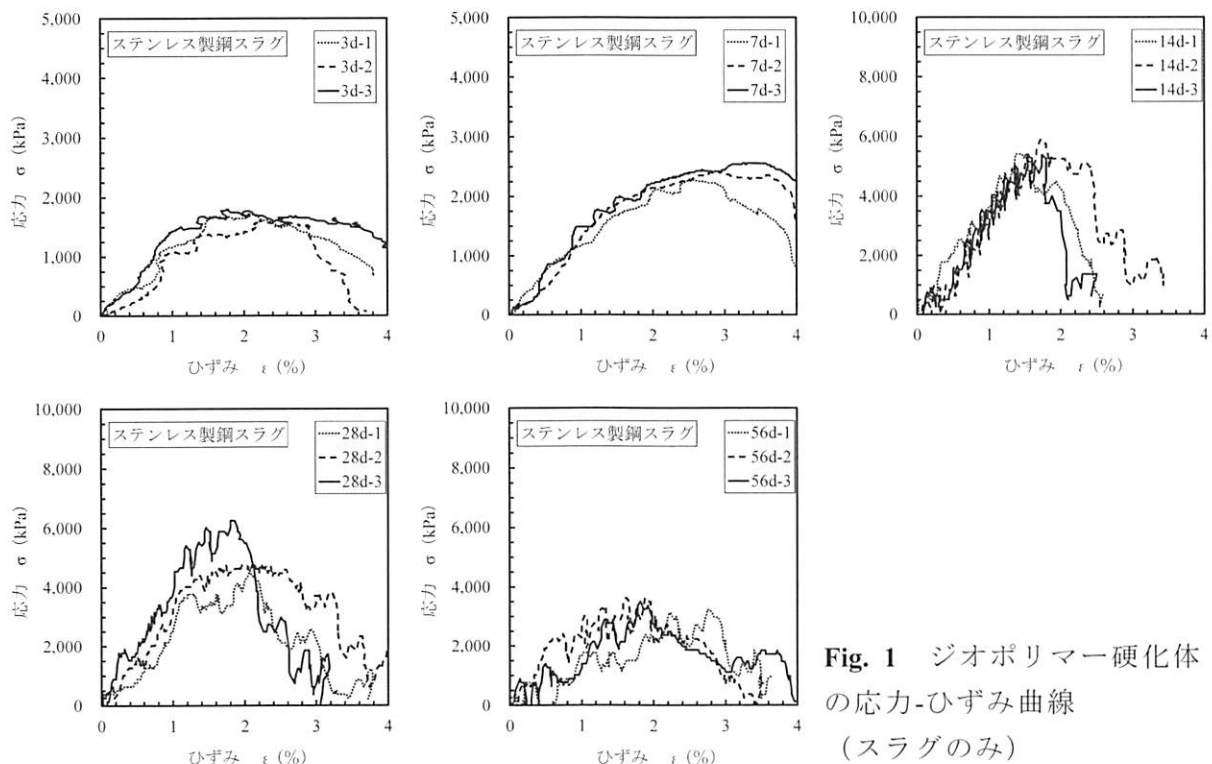 5,000
4,000
3,000
2,000
1,000
0
応力 σ (kPa)
ステンレス製鋼スラグ
3d-1
3d-2
3d-3
0 1 2 3 4
ひずみ ε (%)
5,000
4,000
3,000
2,000
1,000
0
応力 σ (kPa)
ステンレス製鋼スラグ
7d-1
7d-2
7d-3
0 1 2 3 4
ひずみ ε (%)
10,000
8,000
6,000
4,000
2,000
0
応力 σ (kPa)
ステンレス製鋼スラグ
14d-1
14d-2
14d-3
0 1 2 3 4
ひずみ ε (%)
10,000
8,000
6,000
4,000
2,000
0
応力 σ (kPa)
ステンレス製鋼スラグ
28d-1
28d-2
28d-3
0 1 2 3 4
ひずみ ε (%)
10,000
8,000
6,000
4,000
2,000
0
応力 σ (kPa)
ステンレス製鋼スラグ
56d-1
56d-2
56d-3
0 1 2 3 4
ひずみ ε (%)
Fig. 1 ジオポリマー硬化体
の応力-ひずみ曲線
(スラグのみ)